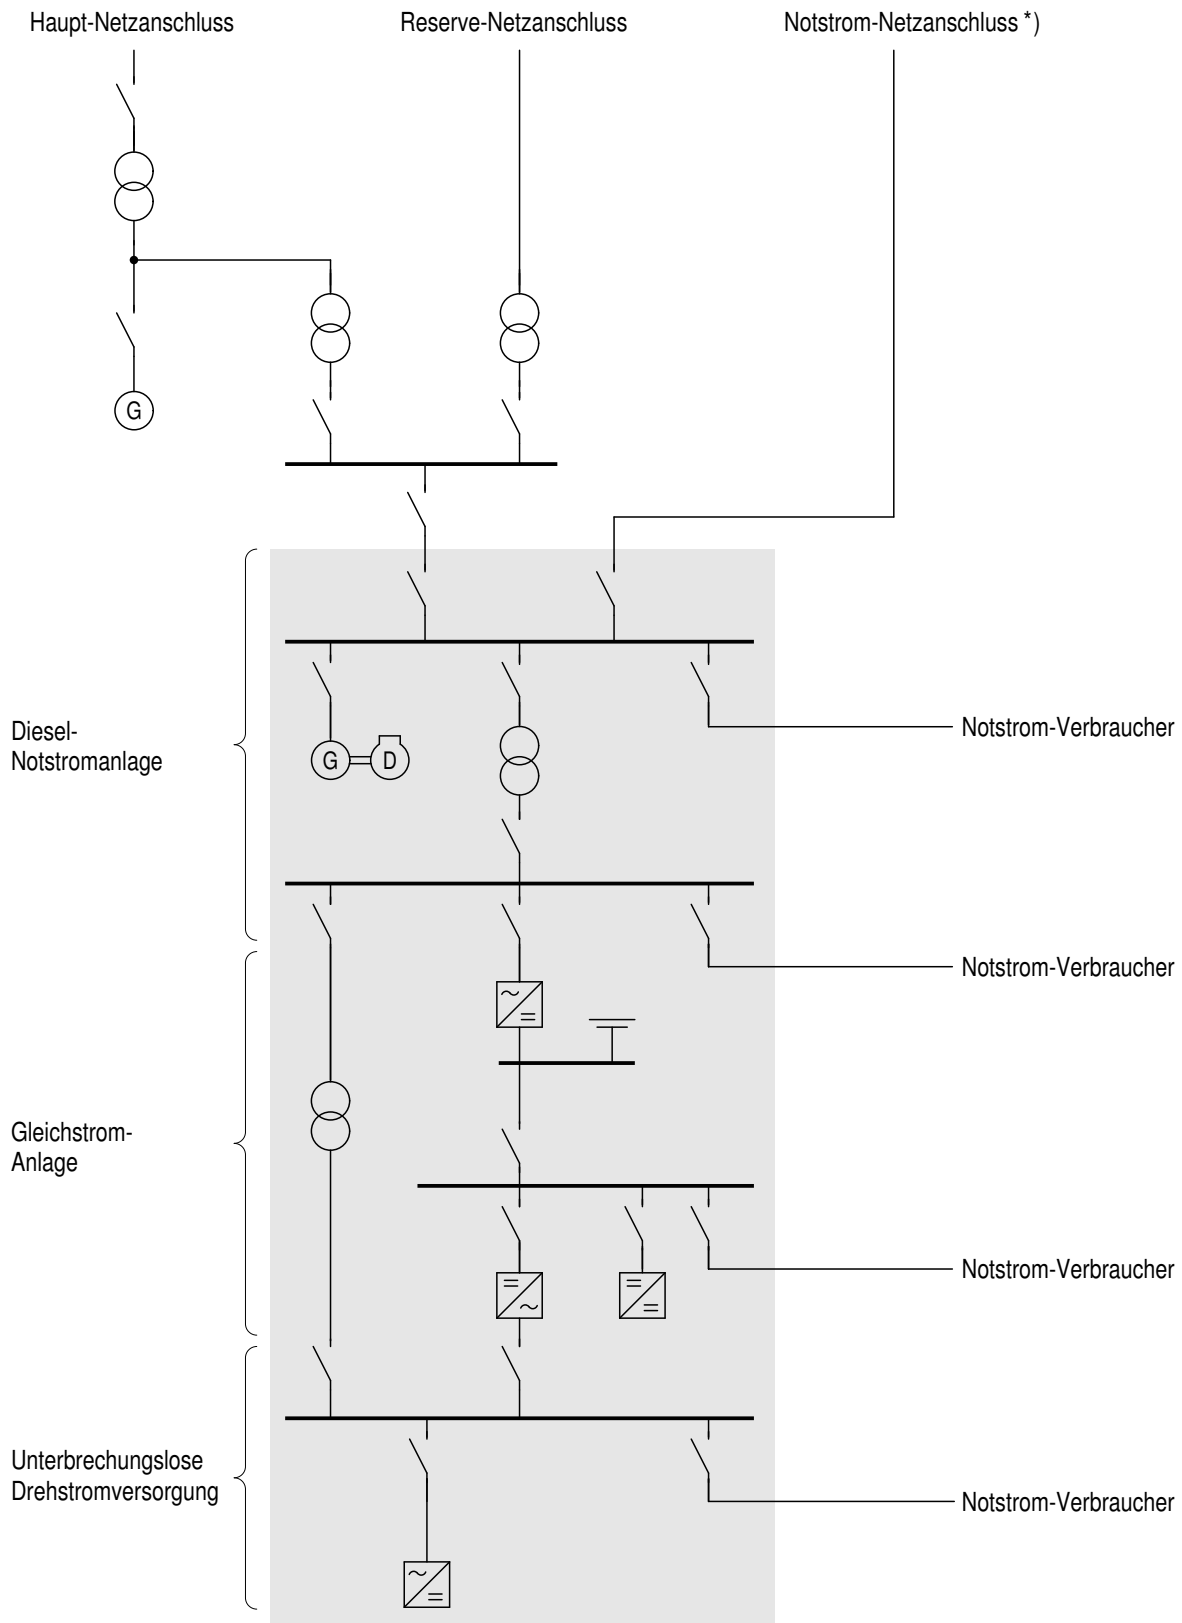 Haupt-Netzanschluss
Reserve-Netzanschluss
Notstrom-Netzanschluss *)
G
Diesel-
Notstromanlage
G
D
Notstrom-Verbraucher
Notstrom-Verbraucher
Gleichstrom-
Anlage
Notstrom-Verbraucher
Unterbrechungslose
Drehstromversorgung
Notstrom-Verbraucher